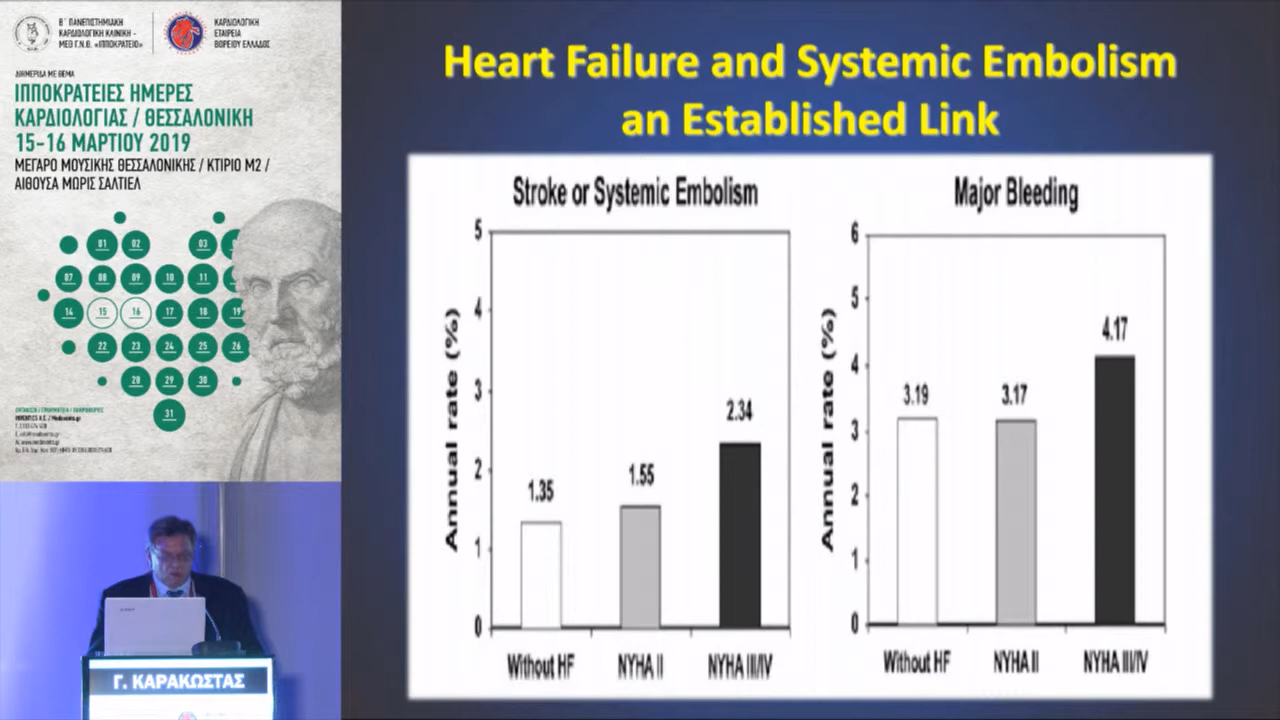 Β΄ ΠΑΝΕΠΙΣΤΗΜΙΑΚΗ
ΚΑΡΔΙΟΛΟΓΙΚΗ ΚΛΙΝΙΚΗ -
ΜΕΘ Γ.Ν.Θ. «ΙΠΠΟΚΡΑΤΕΙΟ»
ΚΑΡΔΙΟΛΟΓΙΚΗ
ΕΤΑΙΡΕΙΑ
ΒΟΡΕΙΟΥ ΕΛΛΑΔΟΣ
ΔΙΗΜΕΡΙΔΑ ΜΕ ΘΕΜΑ
ΙΠΠΟΚΡΑΤΕΙΕΣ ΗΜΕΡΕΣ
ΚΑΡΔΙΟΛΟΓΙΑΣ / ΘΕΣΣΑΛΟΝΙΚΗ
15-16 ΜΑΡΤΙΟΥ 2019
ΜΕΓΑΡΟ ΜΟΥΣΙΚΗΣ ΘΕΣΣΑΛΟΝΙΚΗΣ / ΚΤΙΡΙΟ Μ2 /
ΑΙΘΟΥΣΑ ΜΩΡΙΣ ΣΑΛΤΙΕΛ
01 02 03
07 08 09 10 11
14 15 16 17 18 19
22 23 24 25 26
28 29 30
31
Γ. ΚΑΡΑΚΩΣΤΑΣ
Heart Failure and Systemic Embolism
an Established Link
Stroke or Systemic Embolism
Annual rate (%)
5
4
3
2
1
0
1.35
1.55
2.34
Without HF NYHA II NYHA III/IV
Major Bleeding
Annual rate (%)
6
5
4
3
2
1
0
3.19
3.17
4.17
Without HF NYHA II NYHA III/IV